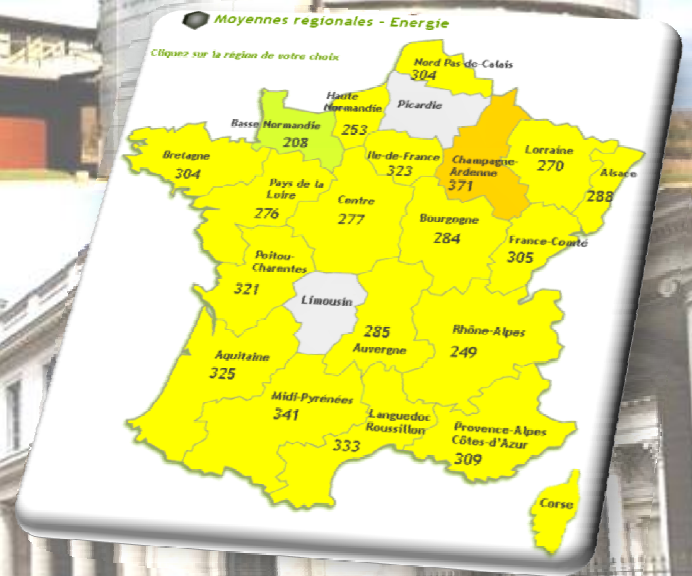 Moyennes régionales - Energie
Cliquez sur la région de votre choix
Nord Pas-de-Calais
304
Haute
Normandie
253
Picardie
Basse Normandie
208
Bretagne
304
Ile-de-France
323
Champagne-
Ardenne
371
Lorraine
270
Alsace
288
Pays de la
Loire
276
Centre
277
Bourgogne
284
France-Comté
305
Poitou-
Charentes
321
Limousin
285
Auvergne
Rhône-Alpes
249
Aquitaine
325
Midi-Pyrénées
341
Languedoc
Roussillon
333
Provence-Alpes
Côtes-d'Azur
309
Corse